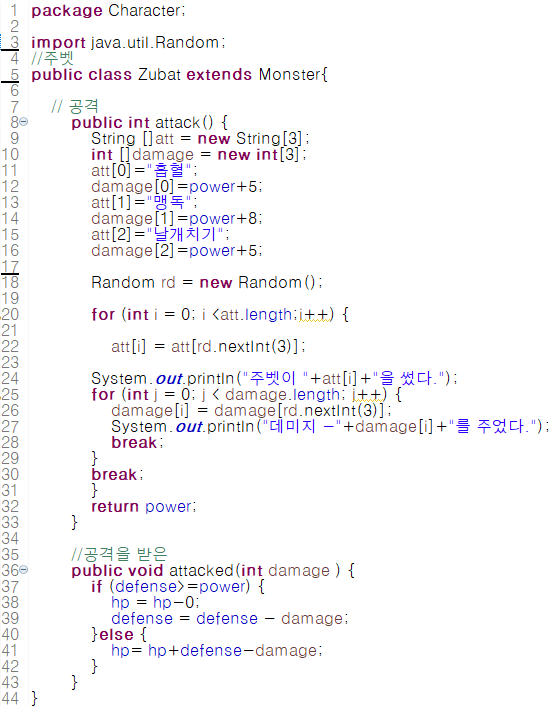 1 package Character;
2
3 import java.util.Random;
4 //주벳
5 public class Zubat extends Monster{
6
7 // 공격
8 public int attack() {
9 String []att = new String[3];
10 int []damage = new int[3];
11 att[0]="흡혈";
12 damage[0]=power+5;
13 att[1]="맹독";
14 damage[1]=power+8;
15 att[2]="날개치기";
16 damage[2]=power+5;
17
18 Random rd = new Random();
19
20 for (int i = 0; i <att.length;i++) {
21
22 att[i] = att[rd.nextInt(3)];
23
24 System.out.println("주벳이 "+att[i]+"을 썼다.");
25 for (int j = 0; j < damage.length; j++) {
26 damage[i] = damage[rd.nextInt(3)];
27 System.out.println("데미지 -"+damage[i]+"를 주었다.");
28 break;
29 }
30 break;
31 }
32 return power;
33 }
34
35 //공격을 받은
36 public void attacked(int damage ) {
37 if (defense>=power) {
38 hp = hp-0;
39 defense = defense - damage;
40 }else {
41 hp= hp+defense-damage;
42 }
43 }
44 }